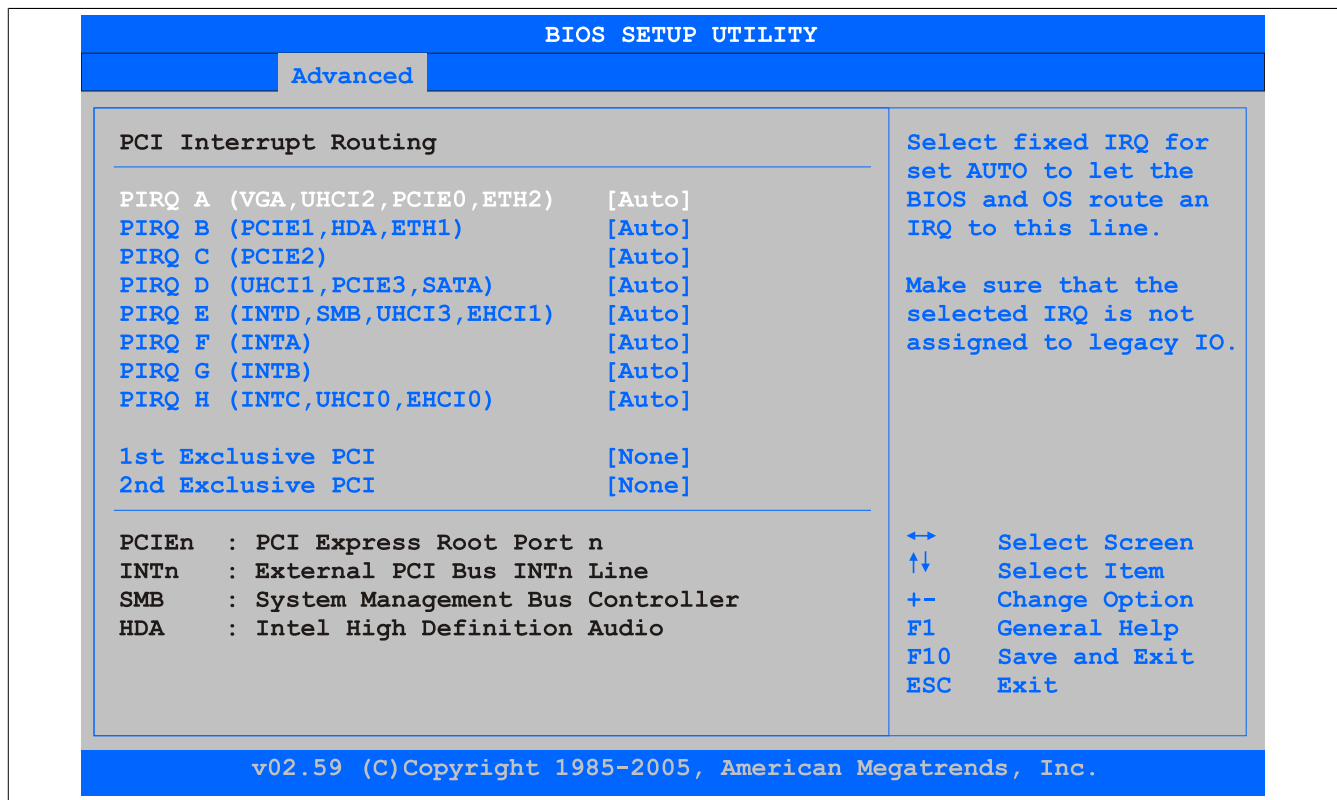 BIOS SETUP UTILITY
Advanced
PCI Interrupt Routing
PIRQ A (VGA,UHCI2,PCIE0,ETH2) [Auto]
PIRQ B (PCIE1,HDA,ETH1) [Auto]
PIRQ C (PCIE2) [Auto]
PIRQ D (UHCI1,PCIE3,SATA) [Auto]
PIRQ E (INTD,SMB,UHCI3,EHCI1) [Auto]
PIRQ F (INTA) [Auto]
PIRQ G (INTB) [Auto]
PIRQ H (INTC,UHCI0,EHCI0) [Auto]
1st Exclusive PCI [None]
2nd Exclusive PCI [None]
PCIEn : PCI Express Root Port n
INTn : External PCI Bus INTn Line
SMB : System Management Bus Controller
HDA : Intel High Definition Audio
Select fixed IRQ for
set AUTO to let the
BIOS and OS route an
IRQ to this line.
Make sure that the
selected IRQ is not
assigned to legacy IO.
↔ Select Screen
↑↓ Select Item
+- Change Option
F1 General Help
F10 Save and Exit
ESC Exit
v02.59 (C)Copyright 1985-2005, American Megatrends, Inc.